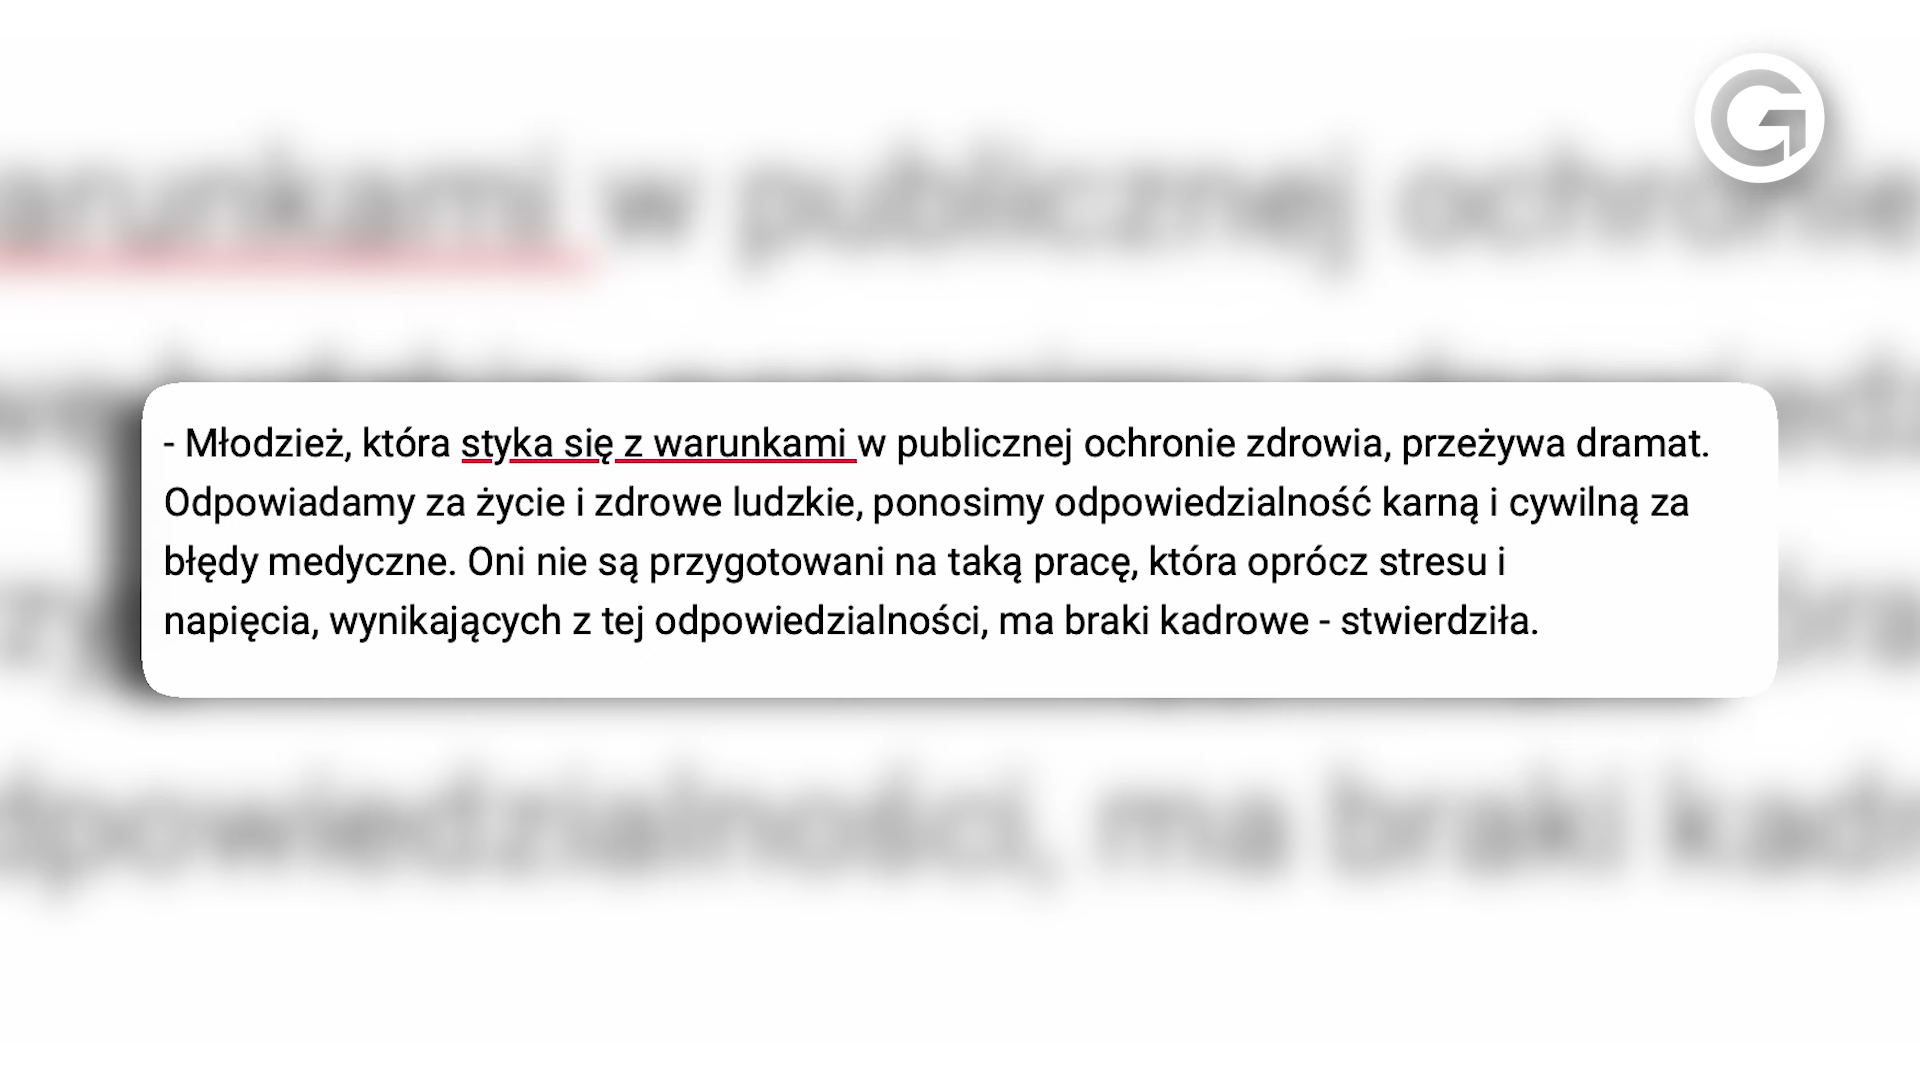 - Młodzież, która styka się z warunkami w publicznej ochronie zdrowia, przeżywa dramat.
Odpowiadamy za życie i zdrowe ludzkie, ponosimy odpowiedzialność karną i cywilną za
błędy medyczne. Oni nie są przygotowani na taką pracę, która oprócz stresu i
napięcia, wynikających z tej odpowiedzialności, ma braki kadrowe - stwierdziła.